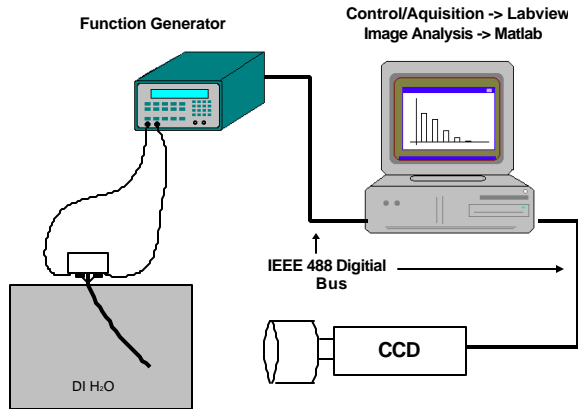 Function Generator
Control/Aquisition -> Labview
Image Analysis -> Matlab
IEEE 488 Digitial
Bus
CCD
DI H₂O